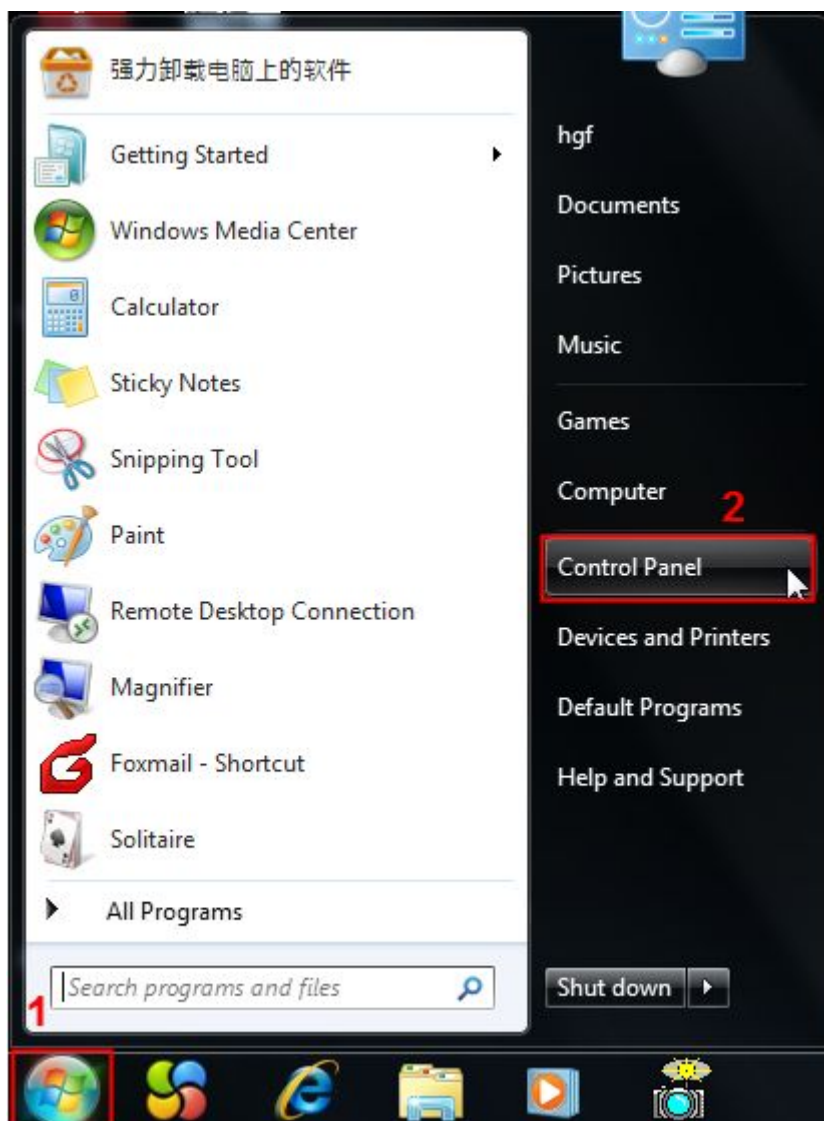 强力卸载电脑上的软件
Getting Started
Windows Media Center
Calculator
Sticky Notes
Snipping Tool
Paint
Remote Desktop Connection
Magnifier
Foxmail - Shortcut
Solitaire
All Programs
Search programs and files
1
hgf
Documents
Pictures
Music
Games
Computer
2
Control Panel
Devices and Printers
Default Programs
Help and Support
Shut down